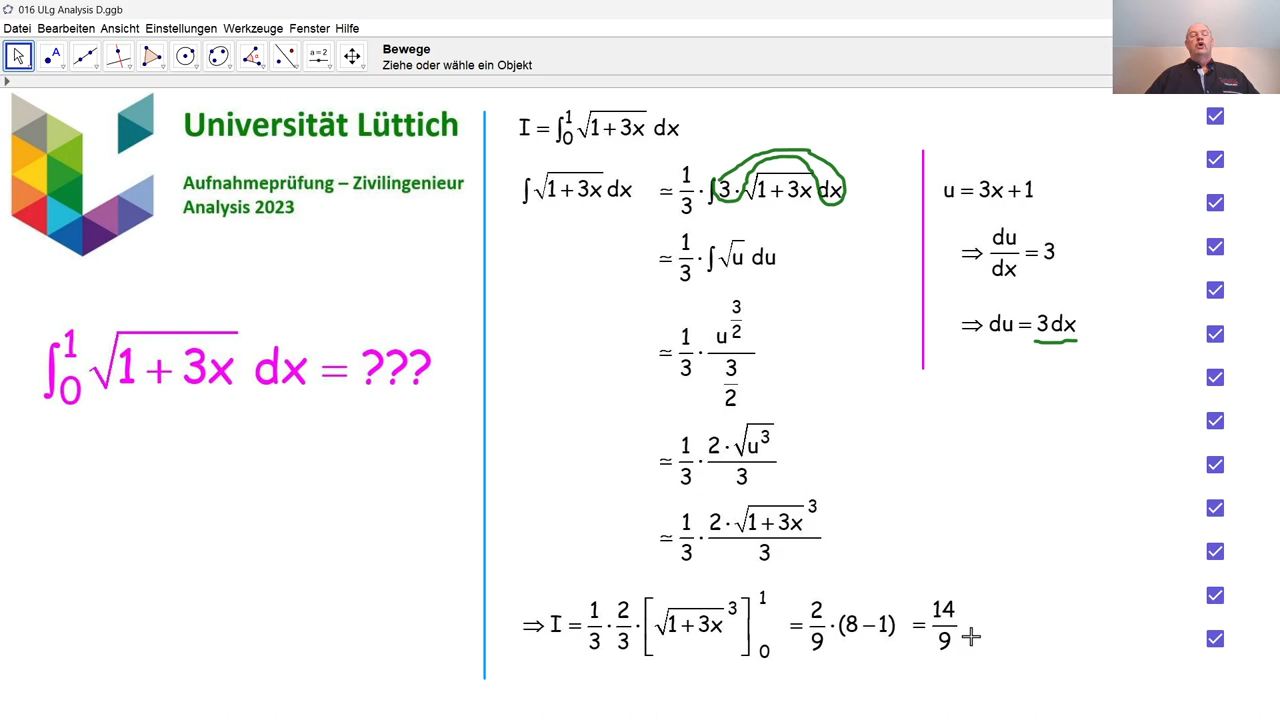 016 ULg Analysis D.ggb
Datei Bearbeiten Ansicht Einstellungen Werkzeuge Fenster Hilfe
A
a=2
Bewege
Ziehe oder wähle ein Objekt
Universität Lüttich
Aufnahmeprüfung – Zivilingenieur
Analysis 2023
∫₀¹ √(1+3x) dx = ???
I = ∫₀¹ √(1+3x) dx
∫ √(1+3x) dx ≃ 1/3 · ∫ 3 · √(1+3x) dx
≃ 1/3 · ∫ √u du
≃ 1/3 · u^(3/2) / (3/2)
≃ 1/3 · (2·√(u³))/3
≃ 1/3 · (2·√(1+3x)³)/3
⇒ I = 1/3 · 2/3 · [√(1+3x)³]₀¹ = 2/9 · (8−1) = 14/9
u = 3x+1
⇒ du/dx = 3
⇒ du = 3dx